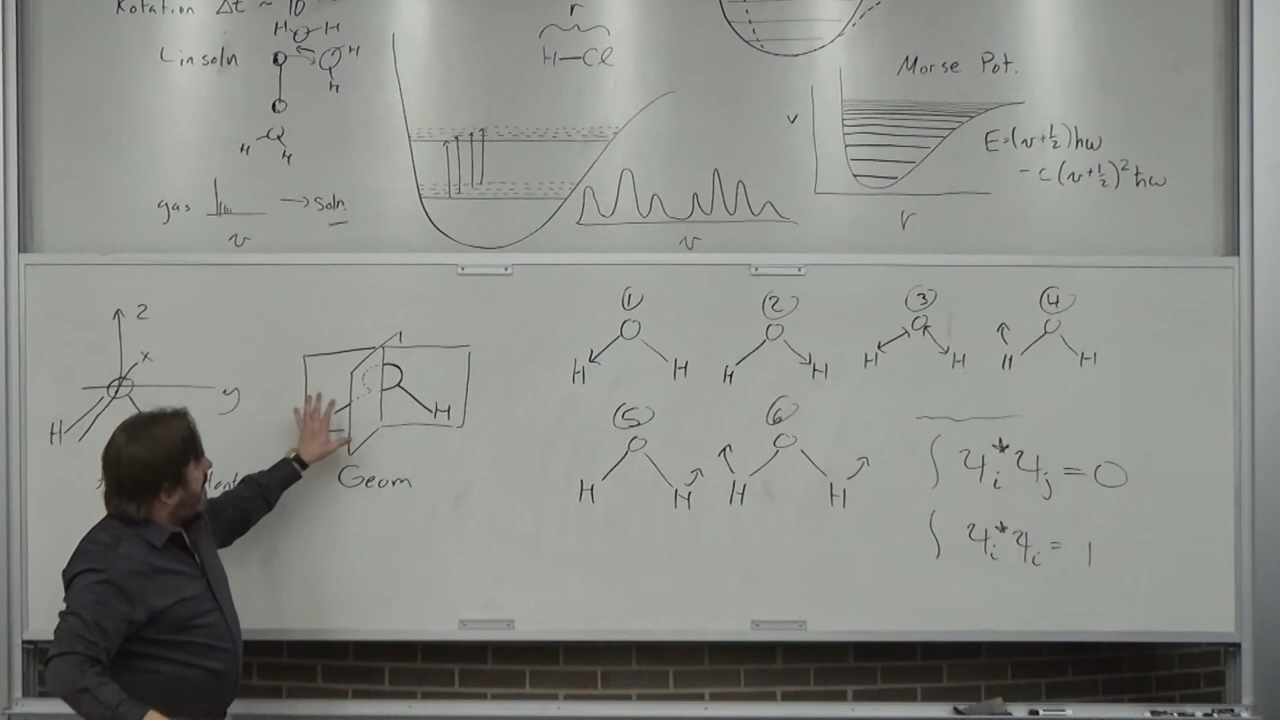 Rotation Δt ~ 10
H-O-H
L in soln
O H
H
O
H H
gas → soln.
ν
r
H-Cl
ν
Morse Pot.
V
E=(v+½)ħω
- c(v+½)²ħω
r
z
x
y
H
H
Geom
① ② ③ ④
O O O O
H H H H H H H H
⑤ ⑥
O O
H H H H
∫ Ψi* Ψj = 0
∫ Ψi* Ψi = 1